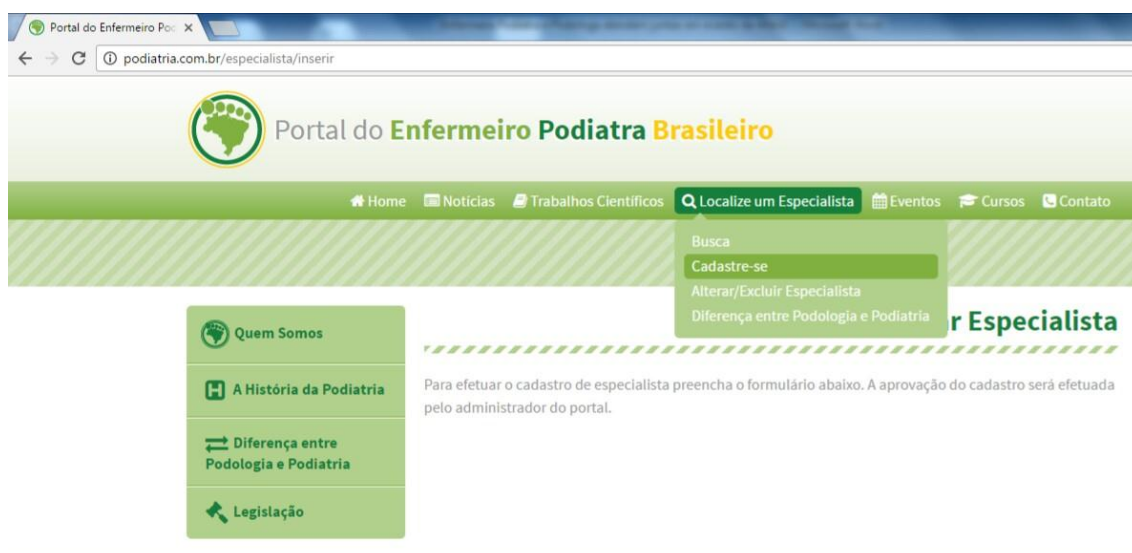 Portal do Enfermeiro Poc
podiatria.com.br/especialista/inserir
Portal do Enfermeiro Podiatra Brasileiro
Home Notícias Trabalhos Científicos Localize um Especialista Eventos Cursos Contato
Busca
Cadastre-se
Alterar/Excluir Especialista
Diferença entre Podologia e Podiatria
r Especialista
Quem Somos
A História da Podiatria
Diferença entre
Podologia e Podiatria
Legislação
Para efetuar o cadastro de especialista preencha o formulário abaixo. A aprovação do cadastro será efetuada
pelo administrador do portal.